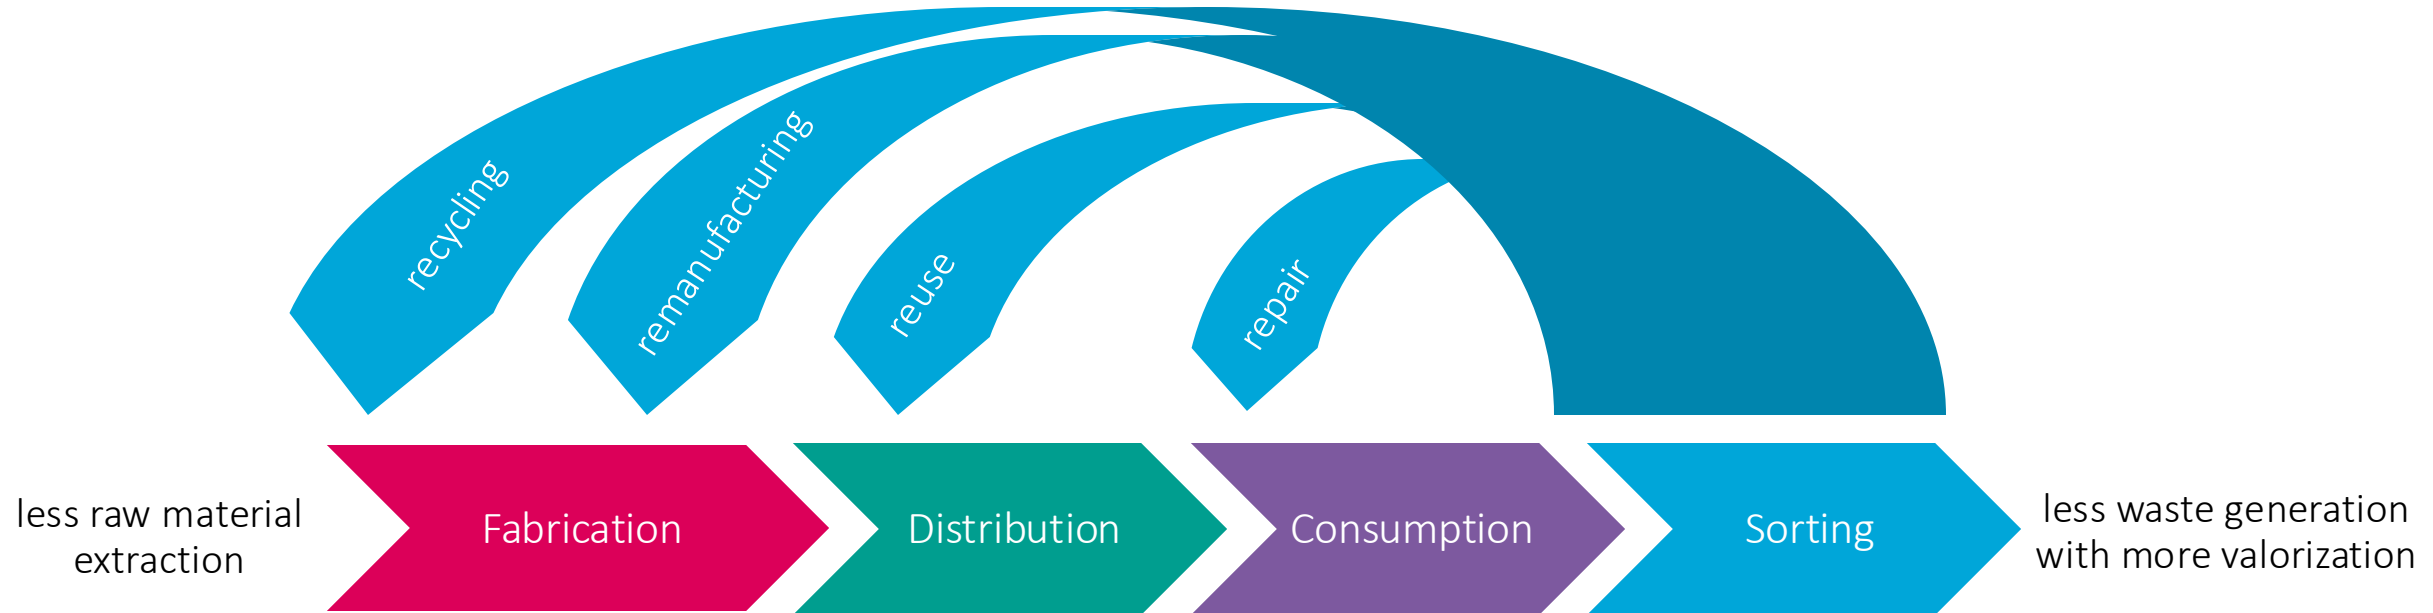 recycling
remanufacturing
reuse
repair
less raw material
extraction
Fabrication
Distribution
Consumption
Sorting
less waste generation
with more valorization